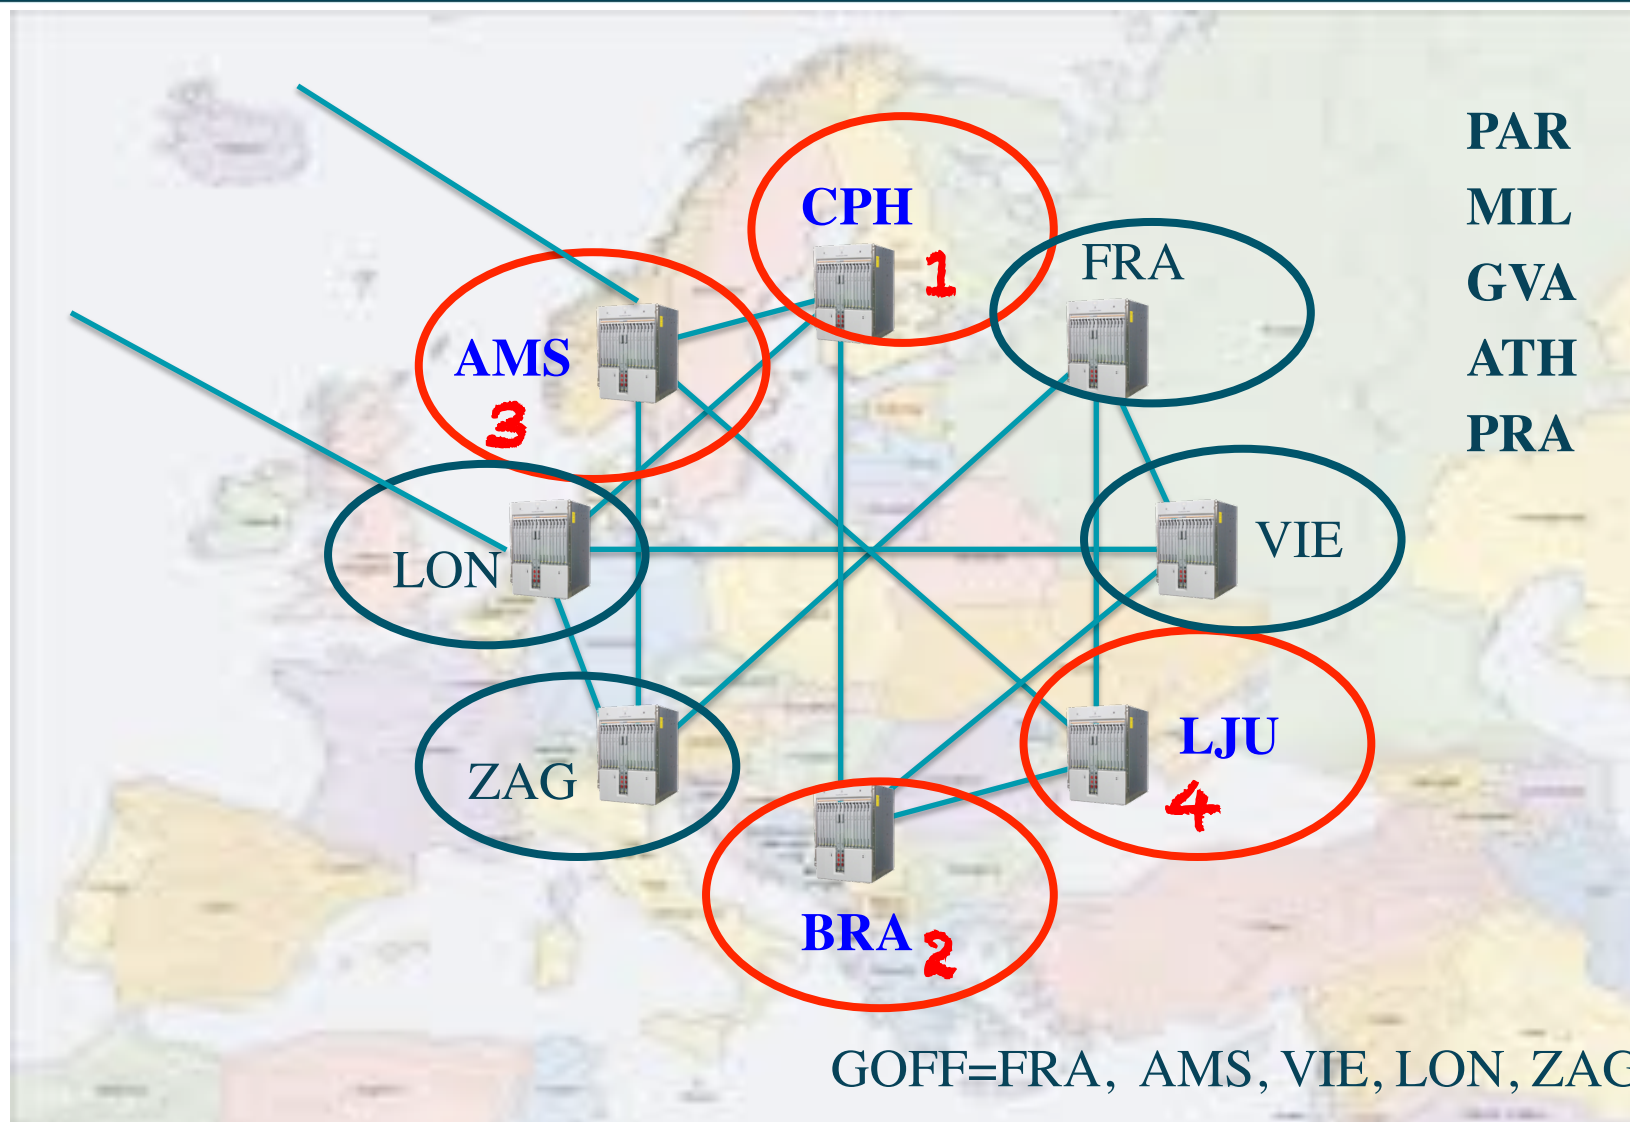 PAR
MIL
GVA
ATH
PRA
CPH
1
FRA
AMS
3
VIE
LON
LJU
4
ZAG
BRA 2
GOFF=FRA, AMS, VIE, LON, ZAG